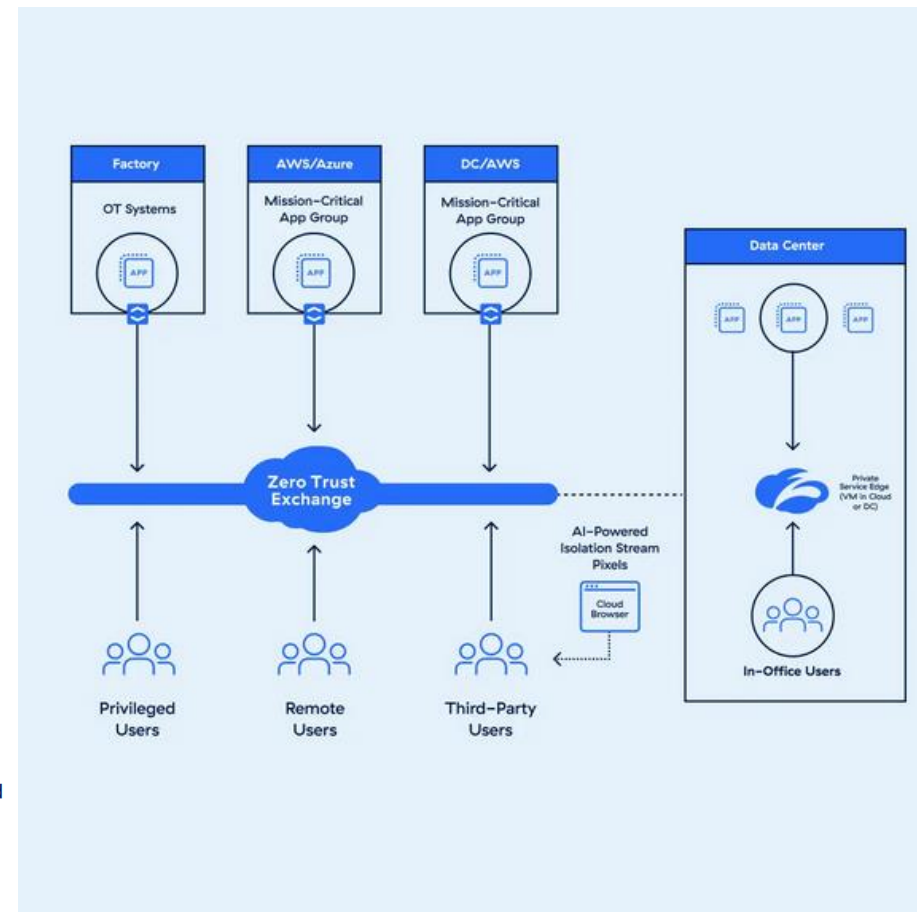 Factory
OT Systems
APP
AWS/Azure
Mission-Critical
App Group
APP
DC/AWS
Mission-Critical
App Group
APP
Data Center
APP
APP
APP
Zero Trust
Exchange
Private
Service Edge
(VM in Cloud
or DC)
AI-Powered
Isolation Stream
Pixels
Cloud
Browser
In-Office Users
Privileged
Users
Remote
Users
Third-Party
Users